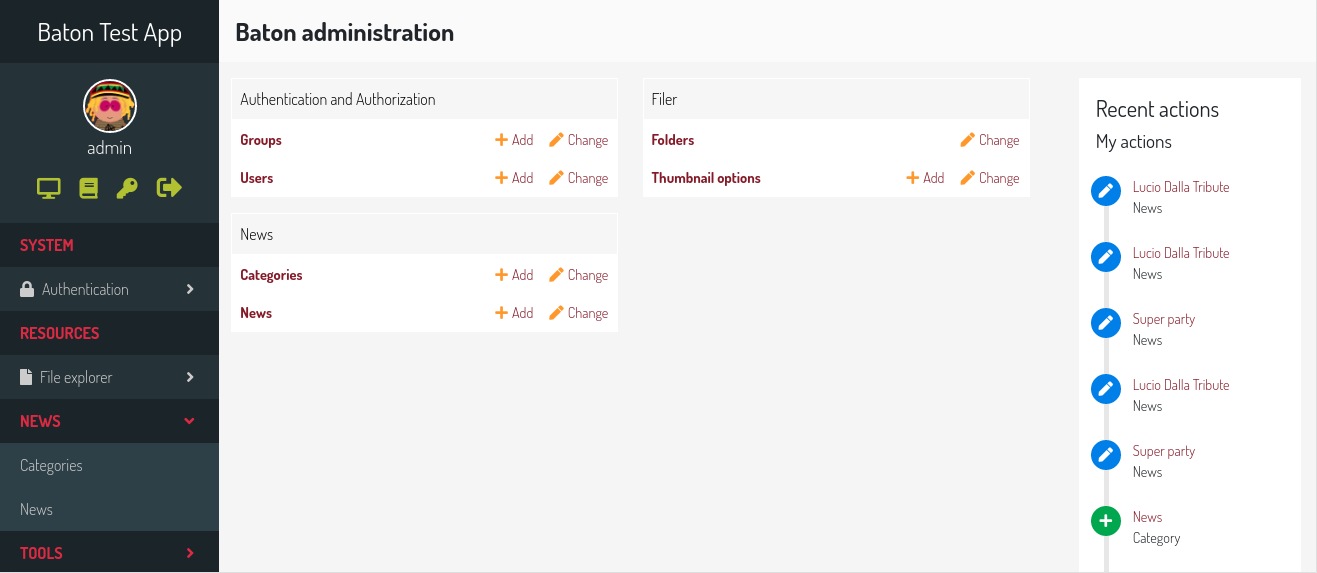 Baton Test App
admin
SYSTEM
Authentication
RESOURCES
File explorer
NEWS
Categories
News
TOOLS
Baton administration
Authentication and Authorization
Groups Add Change
Users Add Change
News
Categories Add Change
News Add Change
Filer
Folders Change
Thumbnail options Add Change
Recent actions
My actions
Lucio Dalla Tribute
News
Lucio Dalla Tribute
News
Super party
News
Lucio Dalla Tribute
News
Super party
News
News
Category